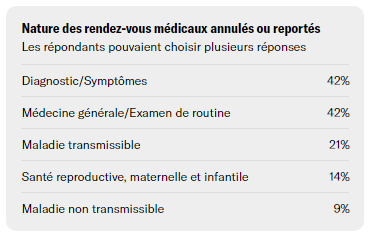 Nature des rendez-vous médicaux annulés ou reportés
Les répondants pouvaient choisir plusieurs réponses
Diagnostic/Symptômes 42%
Médecine générale/Examen de routine 42%
Maladie transmissible 21%
Santé reproductive, maternelle et infantile 14%
Maladie non transmissible 9%